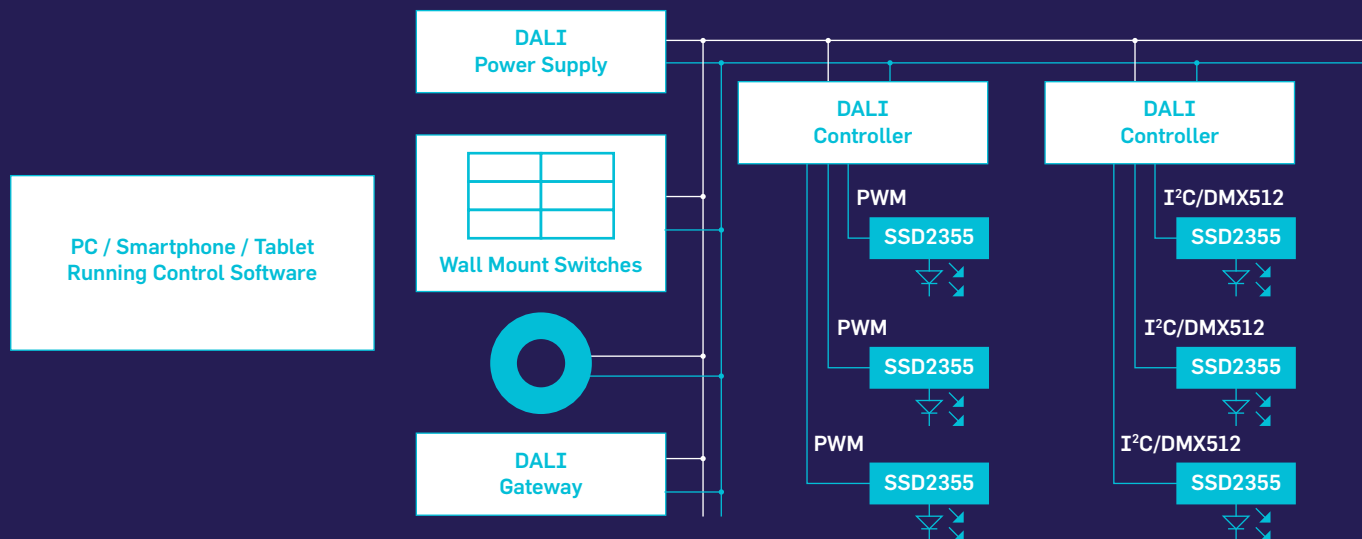 DALI
Power Supply
Wall Mount Switches
PC / Smartphone / Tablet
Running Control Software
DALI
Gateway
DALI
Controller
PWM
SSD2355
PWM
SSD2355
PWM
SSD2355
DALI
Controller
I²C/DMX512
SSD2355
I²C/DMX512
SSD2355
I²C/DMX512
SSD2355